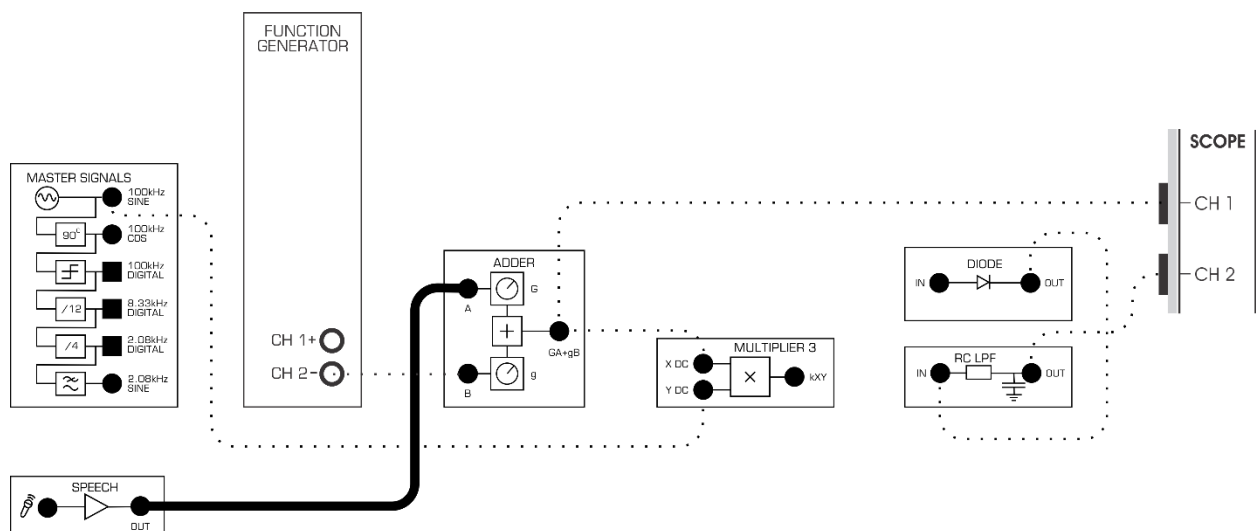 FUNCTION
GENERATOR
CH 1+
CH 2-
MASTER SIGNALS
100kHz
SINE
90°
100kHz
COS
100kHz
DIGITAL
/12
8.33kHz
DIGITAL
/4
2.08kHz
DIGITAL
2.08kHz
SINE
SPEECH
OUT
ADDER
A
G
+
GA+gB
B
g
MULTIPLIER 3
X DC
Y DC
×
kXY
DIODE
IN
OUT
RC LPF
IN
OUT
SCOPE
CH 1
CH 2